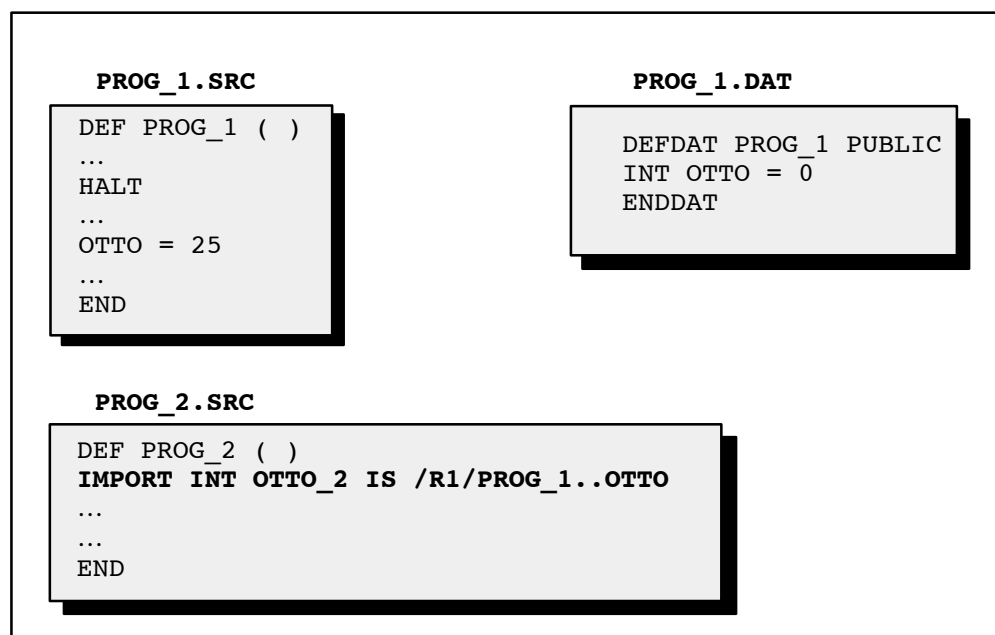 PROG_1.SRC
DEF PROG_1 ( )
...
HALT
...
OTTO = 25
...
END
PROG_1.DAT
DEFDAT PROG_1 PUBLIC
INT OTTO = 0
ENDDAT
PROG_2.SRC
DEF PROG_2 ( )
IMPORT INT OTTO_2 IS /R1/PROG_1..OTTO
...
...
END